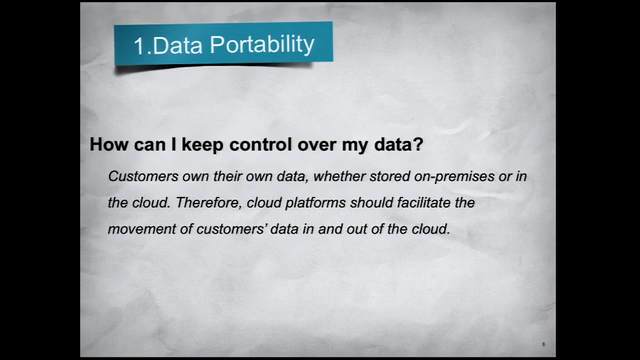 1.Data Portability
How can I keep control over my data?
Customers own their own data, whether stored on-premises or in
the cloud. Therefore, cloud platforms should facilitate the
movement of customers’ data in and out of the cloud.